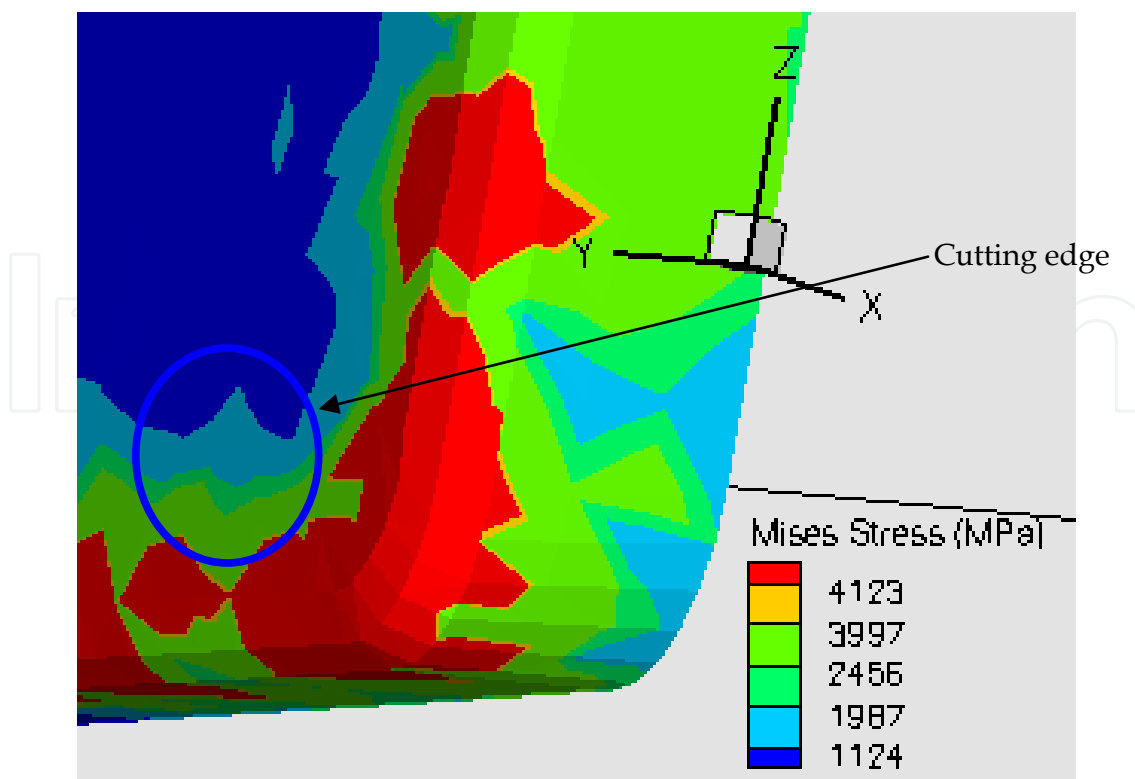 Z
Y
Cutting edge
X
Mises Stress (MPa)
4123
3997
2456
1987
1124